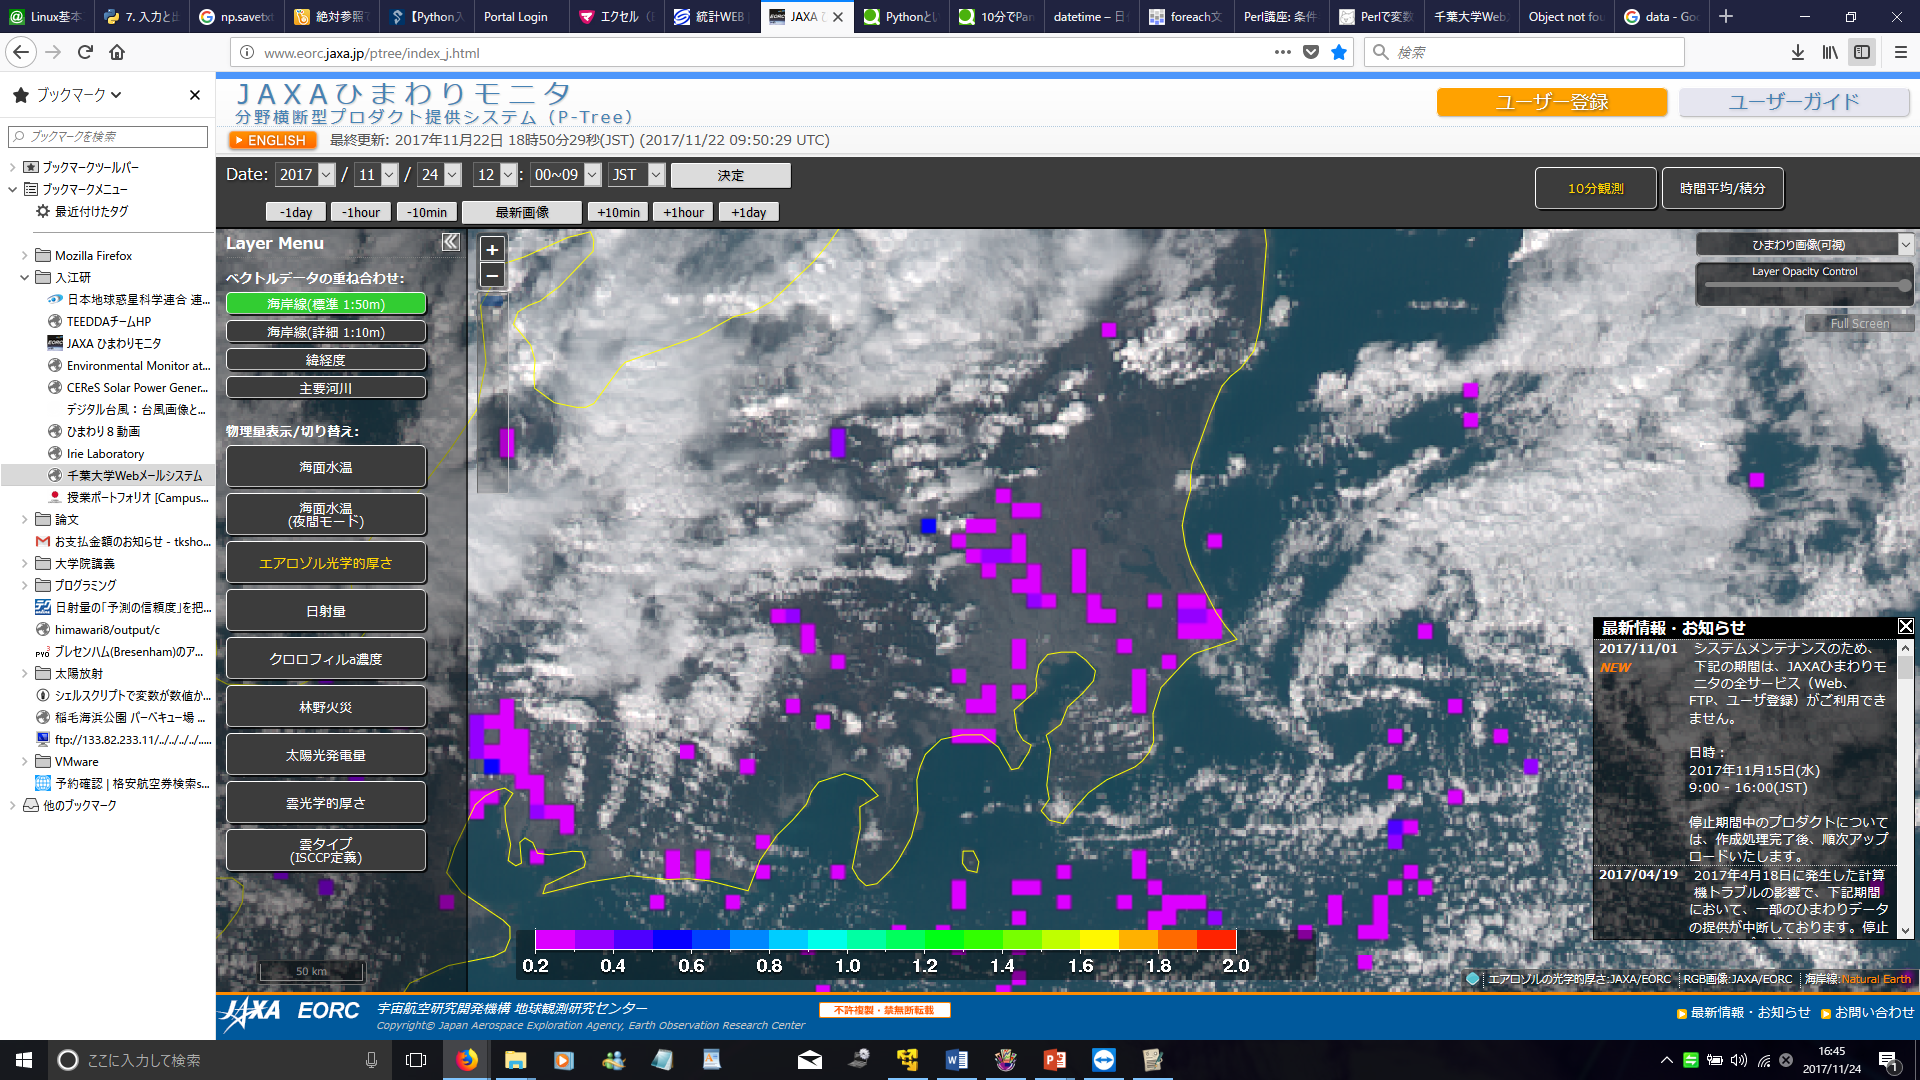 Linux基本
7. 入力と出
np.savetx
絶対参照
【Python入
Portal Login
エクセル（
統計WEB
JAXA ひ
Pythonとい
10分でPan
datetime – 日
foreach文
Perl講座: 条件
Perlで変数
千葉大学Web
Object not fou
data - Goo
www.eorc.jaxa.jp/ptree/index_j.html
検索
ブックマーク
ブックマークを検索
ブックマークツールバー
ブックマークメニュー
最近付けたタグ
Mozilla Firefox
入江研
日本地球惑星科学連合 連...
TEEDDAチームHP
JAXA ひまわりモニタ
Environmental Monitor at...
CEReS Solar Power Gener...
デジタル台風：台風画像と...
ひまわり８動画
Irie Laboratory
千葉大学Webメールシステム
授業ポートフォリオ [Campus...
論文
お支払金額のお知らせ - tksho...
大学院講義
プログラミング
日射量の｢予測の信頼度｣を把...
himawari8/output/c
ブレセンハム(Bresenham)のア...
太陽放射
シェルスクリプトで変数が数値か...
稲毛海浜公園 バーベキュー場 ...
ftp://133.82.233.11/../../../../.....
VMware
予約確認 | 格安航空券検索s...
他のブックマーク
JAXAひまわりモニタ
分野横断型プロダクト提供システム（P-Tree）
ユーザー登録
ユーザーガイド
ENGLISH
最終更新: 2017年11月22日 18時50分29秒(JST) (2017/11/22 09:50:29 UTC)
Date: 2017 / 11 / 24 12 : 00~09 JST 決定
-1day -1hour -10min 最新画像 +10min +1hour +1day
10分観測
時間平均/積分
Layer Menu
ベクトルデータの重ね合わせ:
海岸線(標準 1:50m)
海岸線(詳細 1:10m)
緯経度
主要河川
物理量表示/切り替え:
海面水温
海面水温
(夜間モード)
エアロゾル光学的厚さ
日射量
クロロフィルa濃度
林野火災
太陽光発電量
雲光学的厚さ
雲タイプ
(ISCCP定義)
50 km
+
−
ひまわり画像(可視)
Layer Opacity Control
Full Screen
最新情報・お知らせ
2017/11/01
NEW
システムメンテナンスのため、
下記の期間は、JAXAひまわりモ
ニタの全サービス（Web、
FTP、ユーザ登録）がご利用でき
ません。
日時：
2017年11月15日(水)
9:00 - 16:00(JST)
停止期間中のプロダクトについて
は、作成処理完了後、順次アップ
ロードいたします。
2017/04/19
2017年4月18日に発生した計算
機トラブルの影響で、下記期間
において、一部のひまわりデータ
の提供が中断しております。停止
0.2 0.4 0.6 0.8 1.0 1.2 1.4 1.6 1.8 2.0
エアロゾルの光学的厚さ:JAXA/EORC
RGB画像:JAXA/EORC
海岸線:Natural Earth
JAXA EORC
宇宙航空研究開発機構 地球観測研究センター
Copyright© Japan Aerospace Exploration Agency, Earth Observation Research Center
不許複製・禁無断転載
最新情報・お知らせ
お問い合わせ
ここに入力して検索
16:45
2017/11/24
1